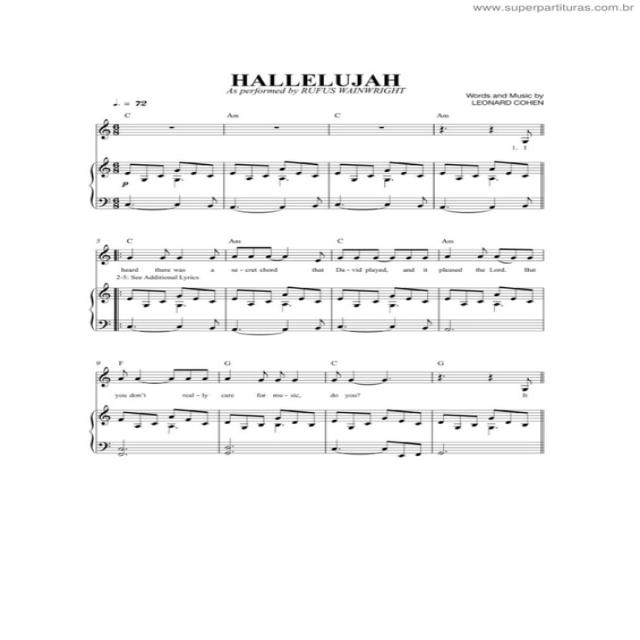 www.superpartituras.com.br
HALLELUJAH
As performed by RUFUS WAINWRIGHT
Words and Music by
LEONARD COHEN
= 72
C Am C Am
1. I
p
5 C Am C Am
heard there was a se-cret chord that Da-vid played, and it pleased the Lord. But
2-5: See Additional Lyrics
9 F G C G
you don't real-ly care for mu-sic, do you? It